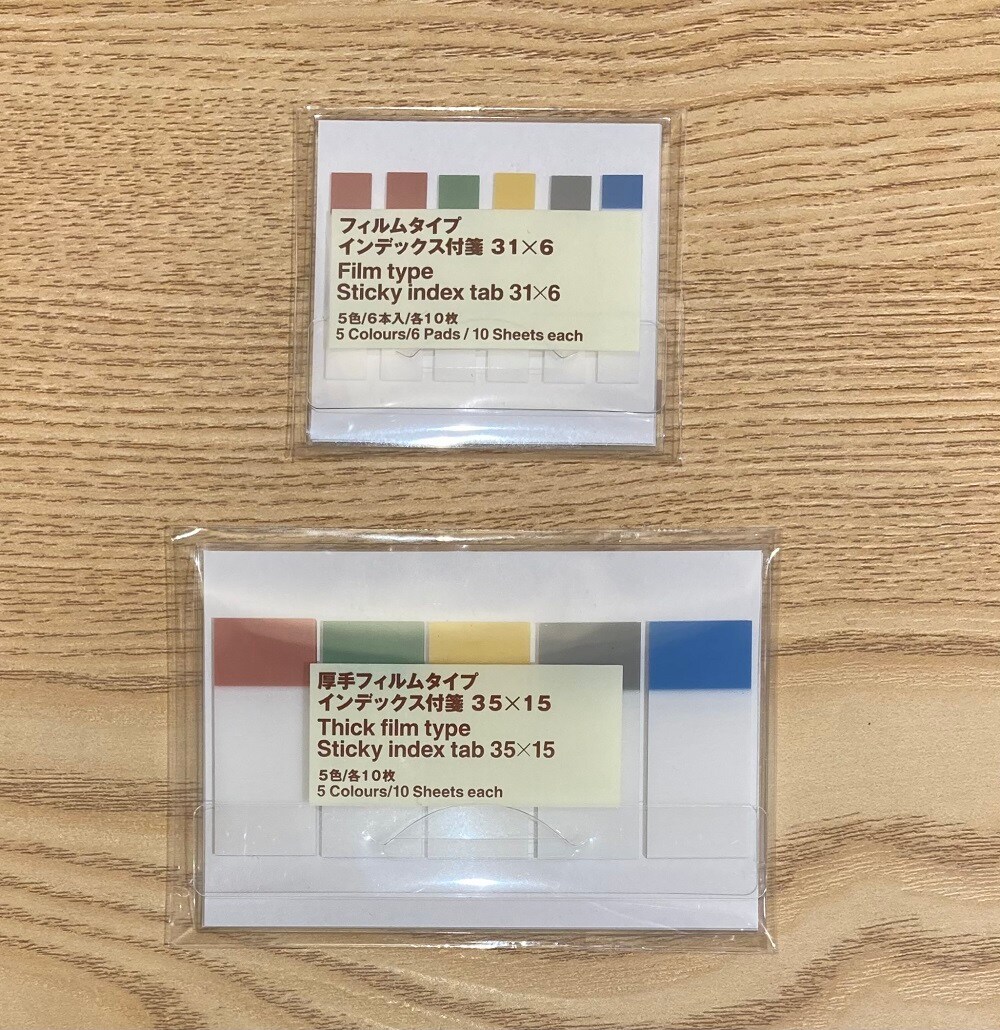 フィルムタイプ
インデックス付箋 31×6
Film type
Sticky index tab 31×6
5色/6本入/各10枚
5 Colours/6 Pads / 10 Sheets each
厚手フィルムタイプ
インデックス付箋 35×15
Thick film type
Sticky index tab 35×15
5色/各10枚
5 Colours/10 Sheets each